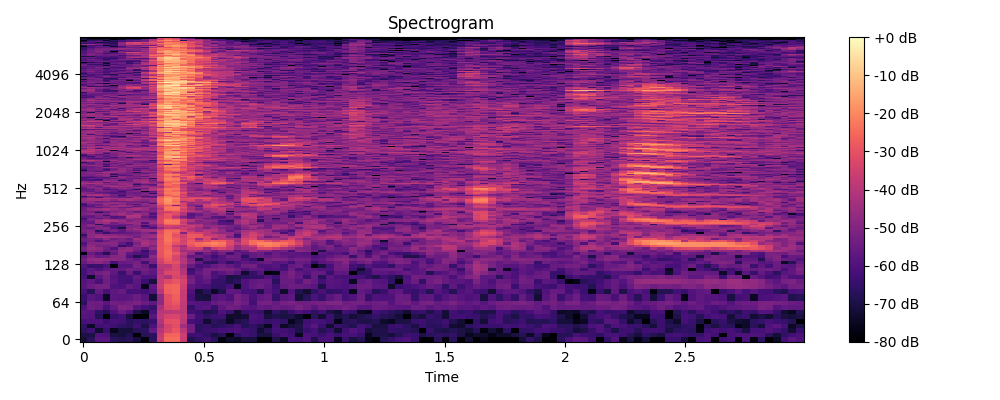 Spectrogram
4096
2048
1024
512
256
128
64
0
Hz
0
0.5
1
1.5
2
2.5
Time
+0 dB
-10 dB
-20 dB
-30 dB
-40 dB
-50 dB
-60 dB
-70 dB
-80 dB